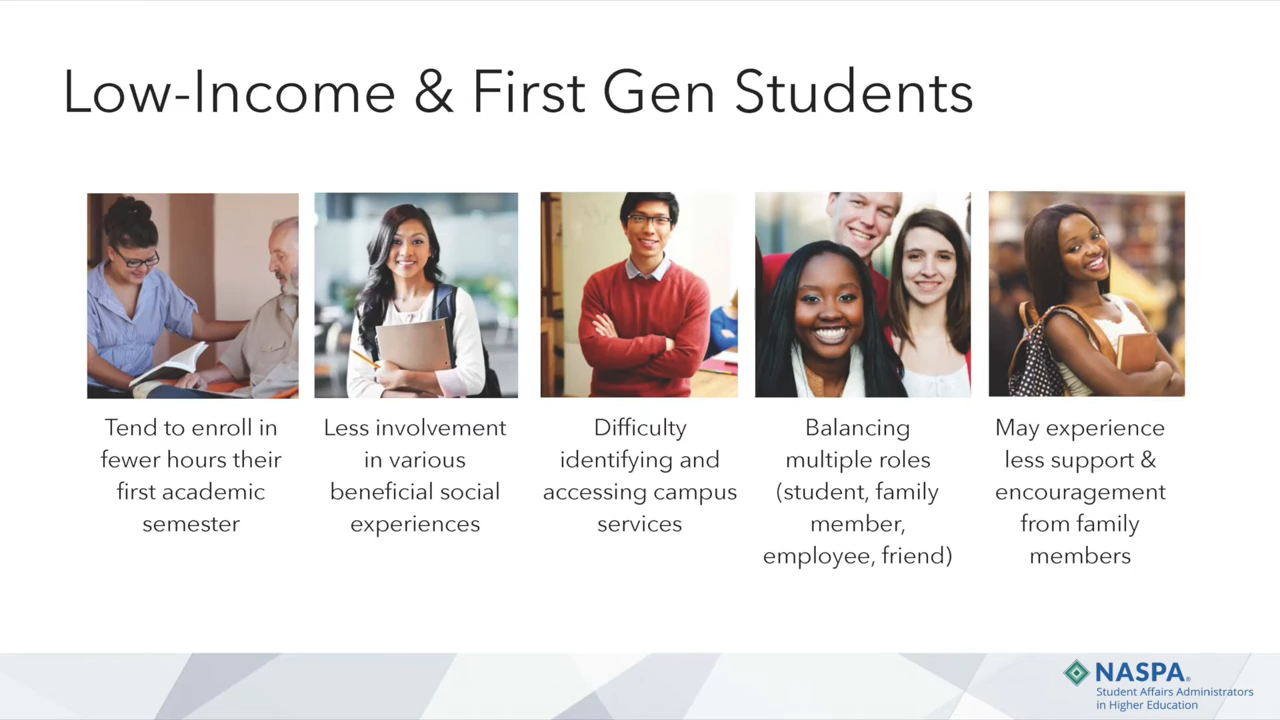 Low-Income & First Gen Students
Tend to enroll in
fewer hours their
first academic
semester
Less involvement
in various
beneficial social
experiences
Difficulty
identifying and
accessing campus
services
Balancing
multiple roles
(student, family
member,
employee, friend)
May experience
less support &
encouragement
from family
members
NASPA®
Student Affairs Administrators
in Higher Education